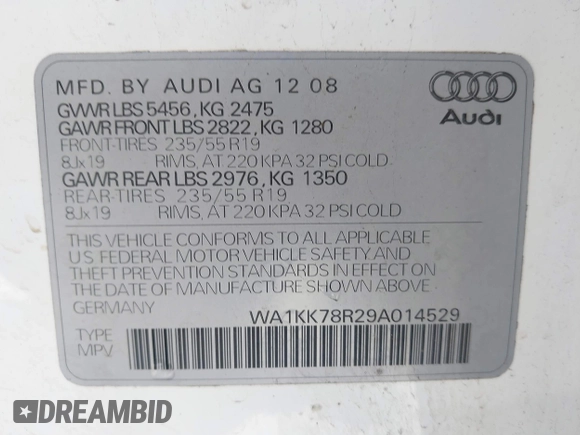 MFD. BY AUDI AG 12 08
GVWR LBS 5456, KG 2475
GAWR FRONT LBS 2822, KG 1280
FRONT-TIRES 235/55 R19
8Jx19 RIMS, AT 220 KPA 32 PSI COLD
GAWR REAR LBS 2976, KG 1350
REAR-TIRES 235/55 R19
8Jx19 RIMS, AT 220 KPA 32 PSI COLD
Audi
THIS VEHICLE CONFORMS TO ALL APPLICABLE
US FEDERAL MOTOR VEHICLE SAFETY AND
THEFT PREVENTION STANDARDS IN EFFECT ON
THE DATE OF MANUFACTURE SHOWN ABOVE.
GERMANY WA1KK78R29A014529
TYPE
MPV
DREAMBID